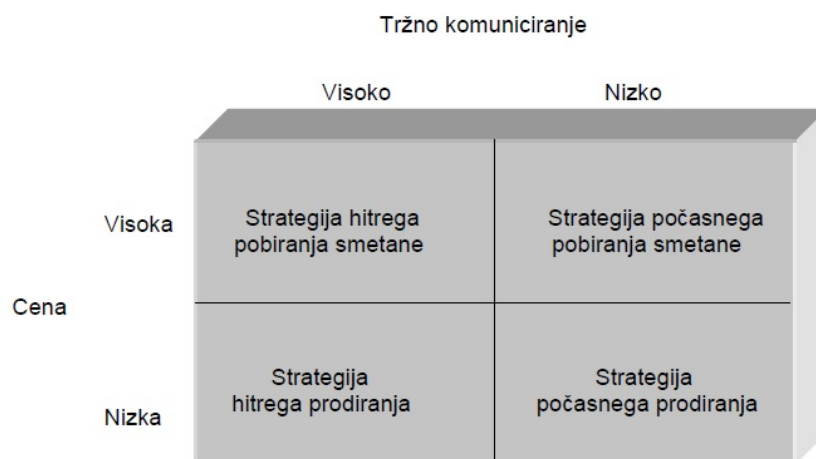 Tržno komuniciranje
Visoko
Nizko
Visoka
Strategija hitrega
pobiranja smetane
Strategija počasnega
pobiranja smetane
Cena
Nizka
Strategija
hitrega prodiranja
Strategija
počasnega prodiranja